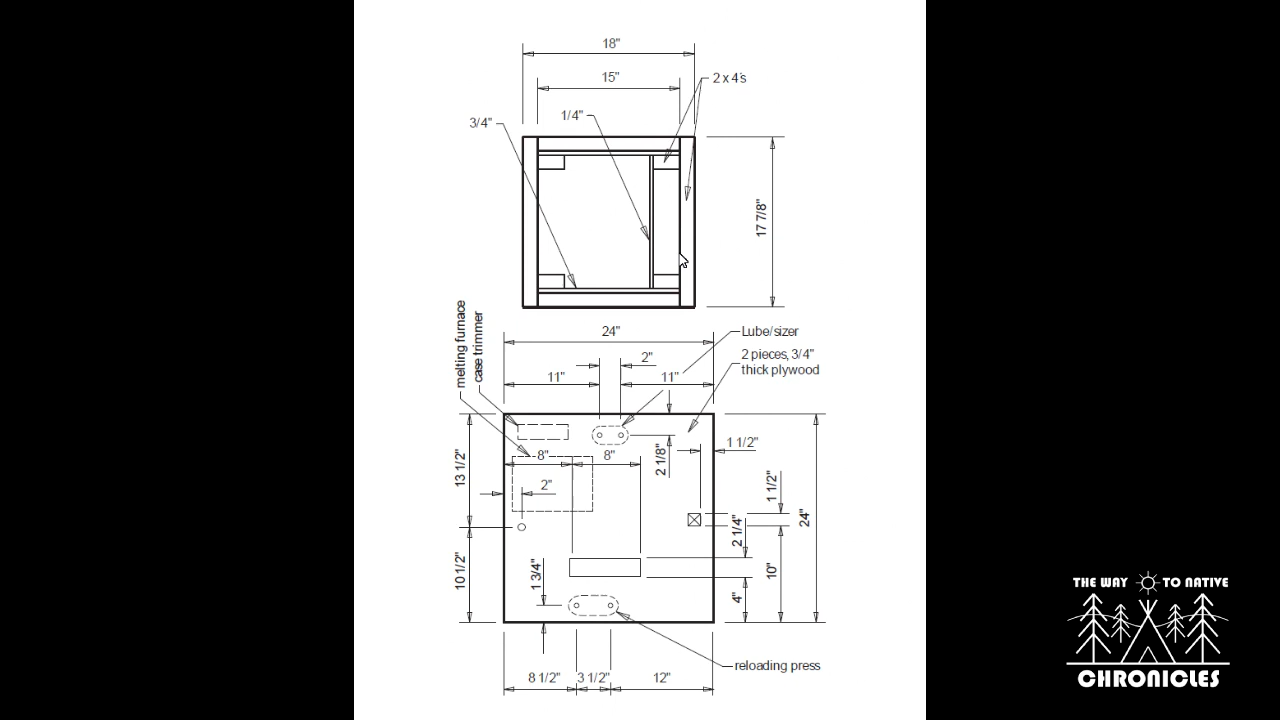 18"
15"
2 x 4's
1/4"
3/4"
17 7/8"
melting furnace
case trimmer
24"
Lube/sizer
2"
2 pieces, 3/4"
thick plywood
11"
11"
1 1/2"
8"
8"
2 1/8"
13 1/2"
2"
1 1/2"
24"
2 1/4"
10 1/2"
1 3/4"
10"
4"
THE WAY TO NATIVE
CHRONICLES
reloading press
8 1/2"
3 1/2"
12"